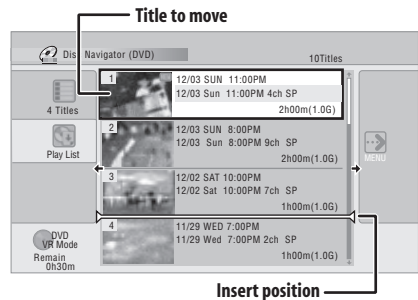 Title to move
Disc Navigator (DVD)
10Titles
4 Titles
Play List
DVD
VR Mode
Remain
0h30m
1
12/03 SUN 11:00PM
12/03 Sun 11:00PM 4ch SP
2h00m(1.0G)
2
12/03 SUN 8:00PM
12/03 Sun 8:00PM 9ch SP
2h00m(1.0G)
3
12/02 SAT 10:00PM
12/02 Sat 10:00PM 7ch SP
1h00m(1.0G)
4
11/29 WED 7:00PM
11/29 Wed 7:00PM 2ch SP
1h00m(1.0G)
MENU
Insert position